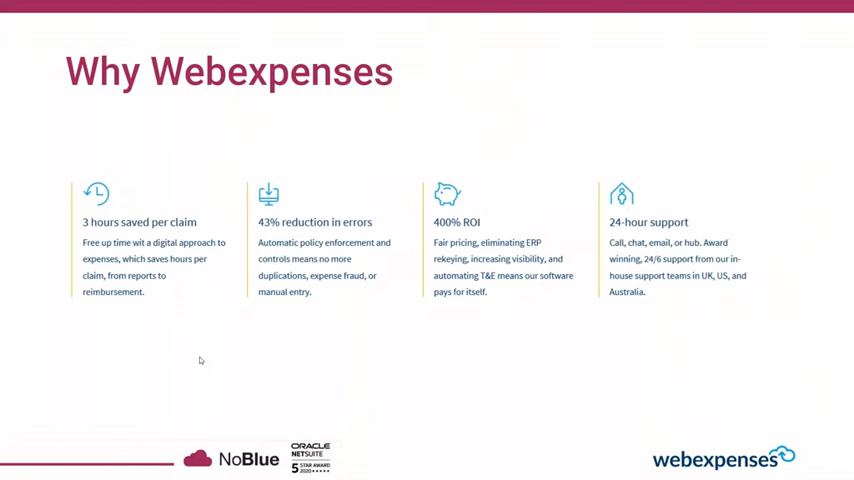 Why Webexpenses
3 hours saved per claim
Free up time wit a digital approach to
expenses, which saves hours per
claim, from reports to
reimbursement.
43% reduction in errors
Automatic policy enforcement and
controls means no more
duplications, expense fraud, or
manual entry.
400% ROI
Fair pricing, eliminating ERP
rekeying, increasing visibility, and
automating T&E means our software
pays for itself.
24-hour support
Call, chat, email, or hub. Award
winning, 24/6 support from our in-
house support teams in UK, US, and
Australia.
NoBlue
ORACLE
NETSUITE
5 STAR AWARD
2020
webexpenses